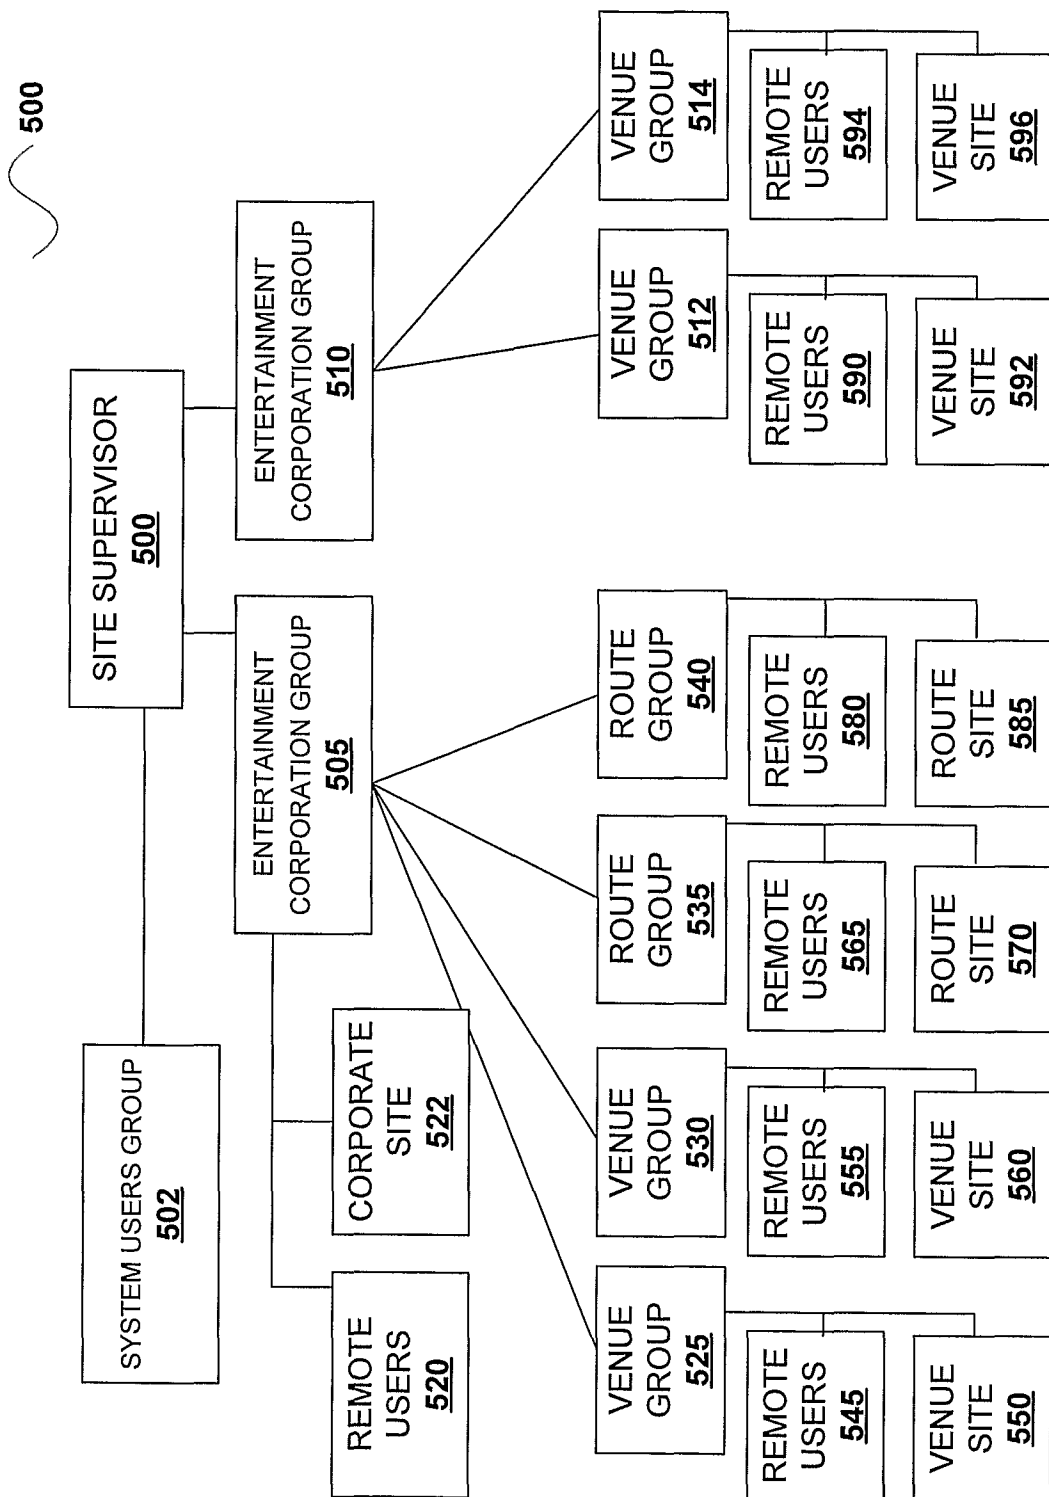 500
SITE SUPERVISOR
500
SYSTEM USERS GROUP
502
ENTERTAINMENT
CORPORATION GROUP
505
ENTERTAINMENT
CORPORATION GROUP
510
REMOTE
USERS
520
CORPORATE
SITE
522
VENUE
GROUP
525
VENUE
GROUP
530
ROUTE
GROUP
535
ROUTE
GROUP
540
VENUE
GROUP
512
VENUE
GROUP
514
REMOTE
USERS
545
REMOTE
USERS
555
REMOTE
USERS
565
REMOTE
USERS
580
REMOTE
USERS
590
REMOTE
USERS
594
VENUE
SITE
550
VENUE
SITE
560
ROUTE
SITE
570
ROUTE
SITE
585
VENUE
SITE
592
VENUE
SITE
596